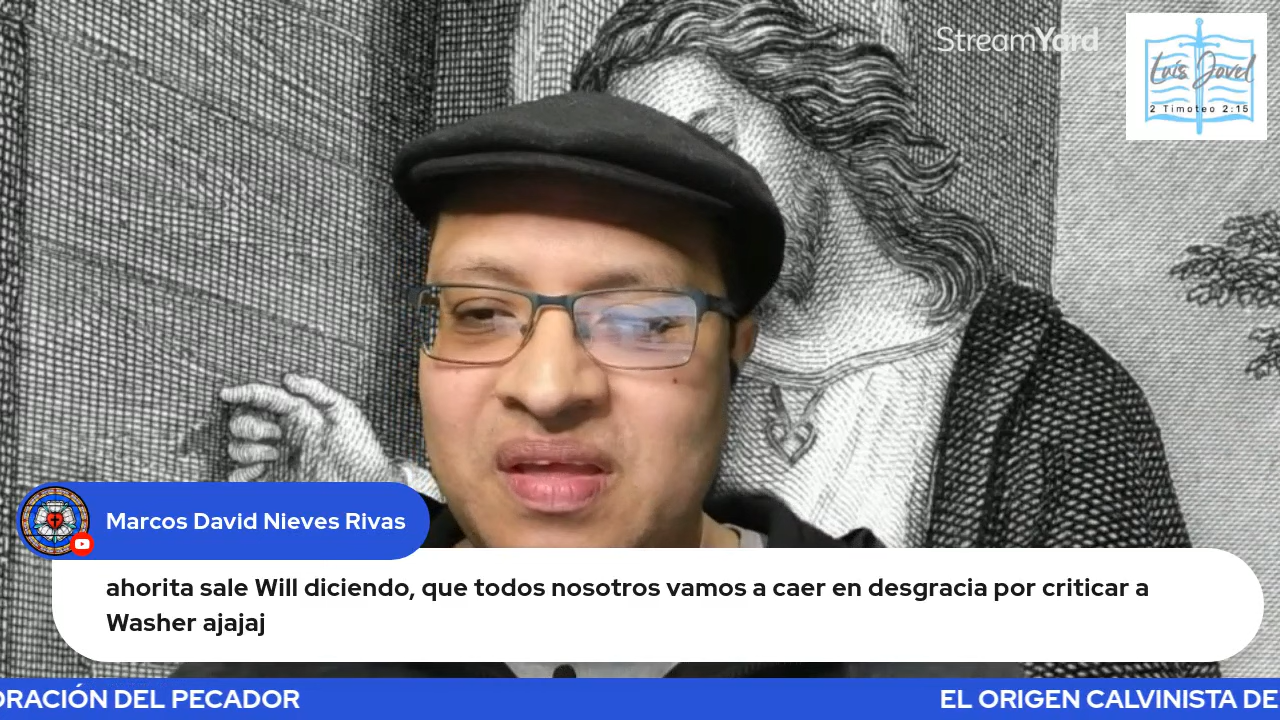 StreamYard
Luis Jovel
2 Timoteo 2:15
Marcos David Nieves Rivas
ahorita sale Will diciendo, que todos nosotros vamos a caer en desgracia por criticar a
Washer ajajaj
ORACIÓN DEL PECADOR
EL ORIGEN CALVINISTA DE